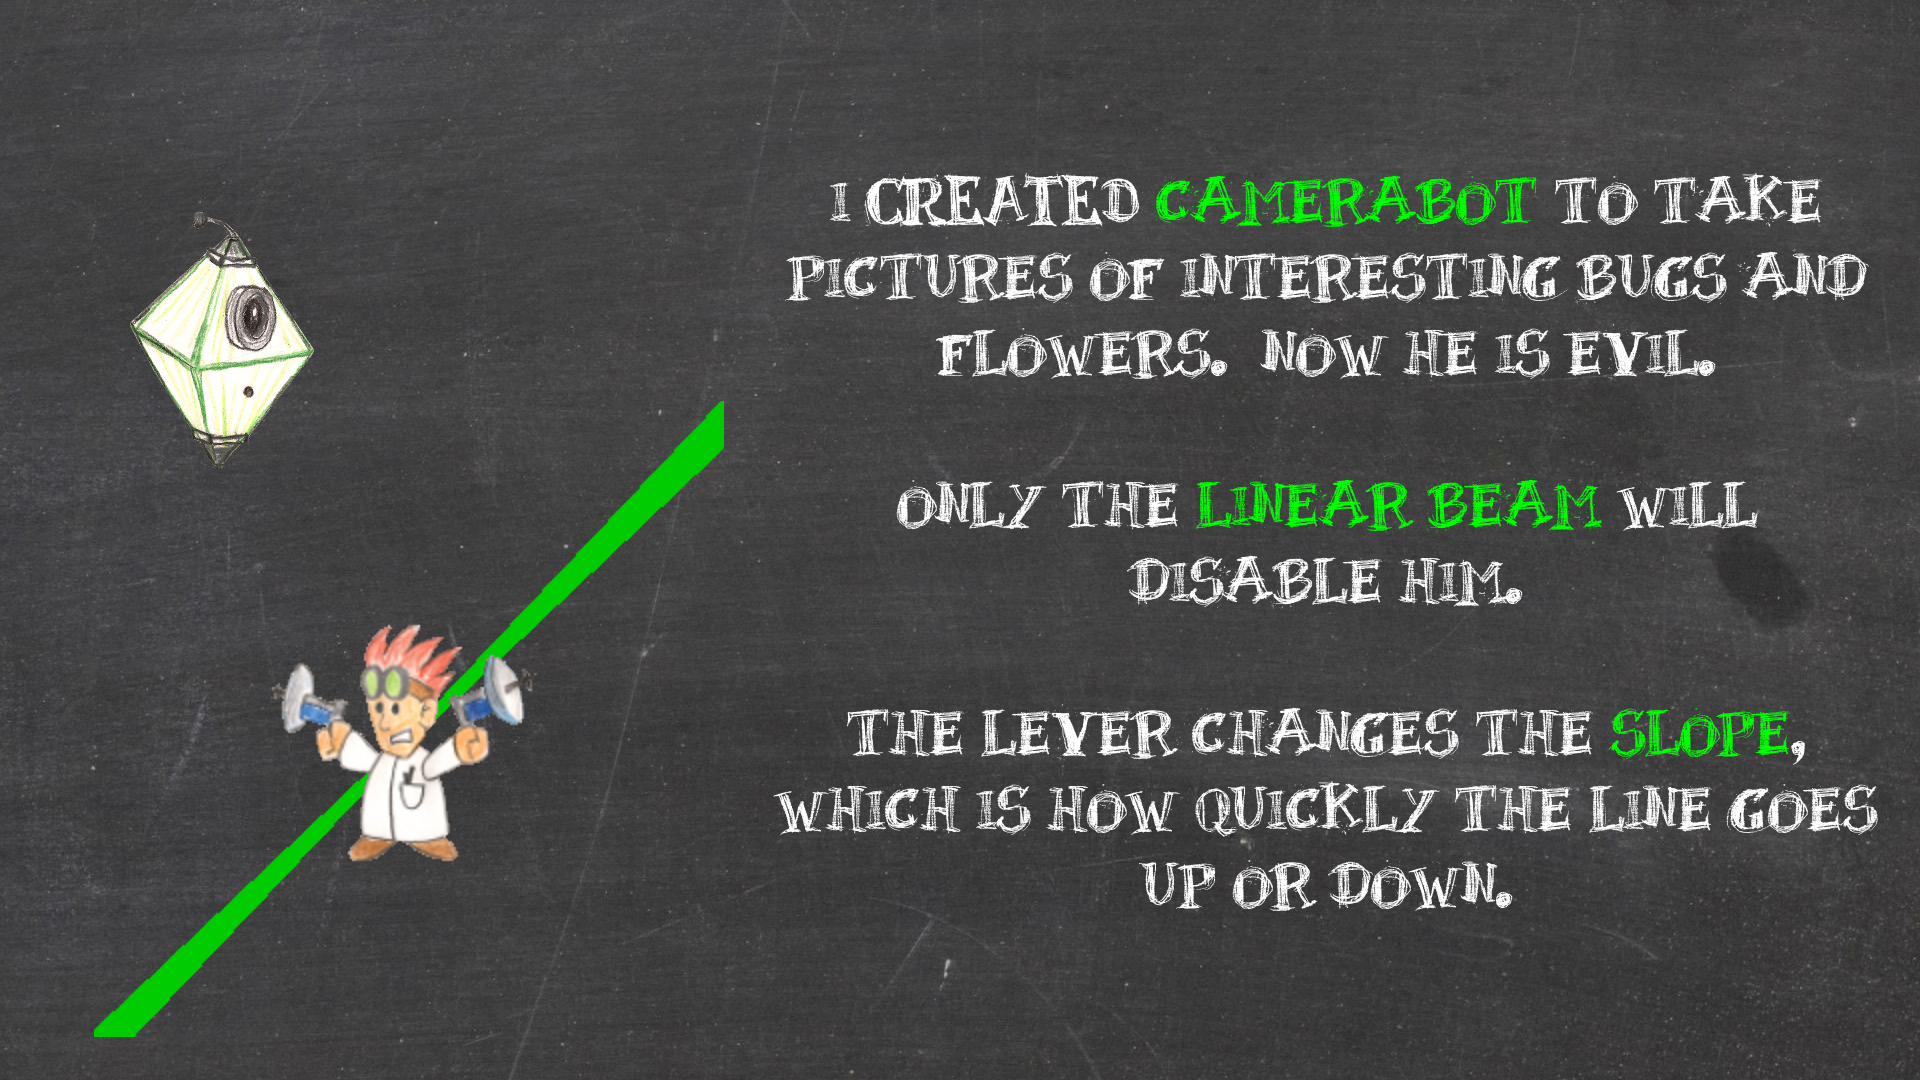 I CREATED CAMERABOT TO TAKE
PICTURES OF INTERESTING BUGS AND
FLOWERS. NOW HE IS EVIL.
ONLY THE LINEAR BEAM WILL
DISABLE HIM.
THE LEVER CHANGES THE SLOPE,
WHICH IS HOW QUICKLY THE LINE GOES
UP OR DOWN.